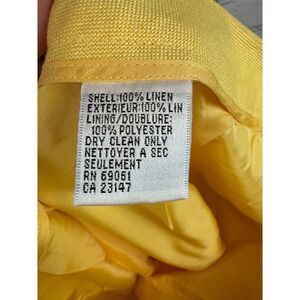 SHELL:100% LINEN
EXTERIEUR:100% LIN
LINING/DOUBLURE:
100% POLYESTER
DRY CLEAN ONLY
NETTOYER A SEC
SEULEMENT
RN 69061
CA 23147